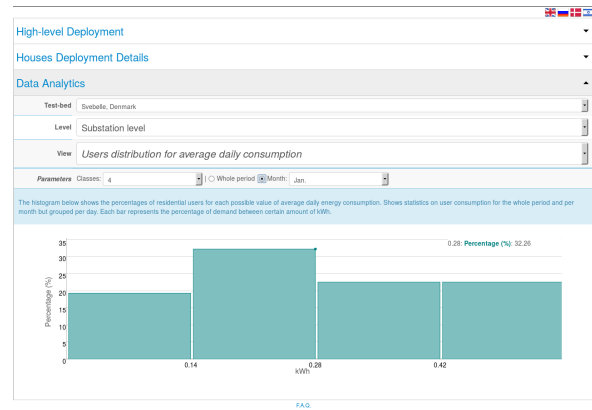 High-level Deployment
Houses Deployment Details
Data Analytics
Test-bed Svebelle, Denmark
Level Substation level
View Users distribution for average daily consumption
Parameters Classes: 4 | Whole period Month: Jan.
The histogram below shows the percentages of residential users for each possible value of average daily energy consumption. Shows statistics on user consumption for the whole period and per
month but grouped per day. Each bar represents the percentage of demand between certain amount of kWh.
0.28: Percentage (%): 32.26
35
30
25
20
15
10
5
0
Percentage (%)
0.14 0.28 0.42
kWh
F.A.Q.